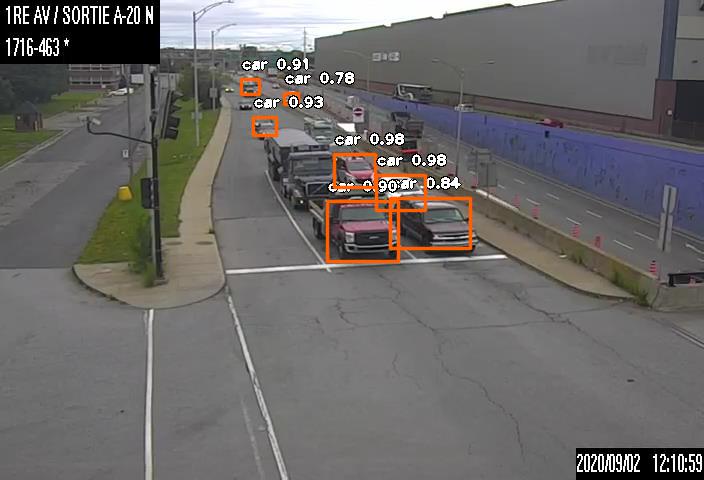 1RE AV / SORTIE A-20 N
1716-463 *
car 0.91
car 0.78
car 0.93
car 0.98
car 0.98
car 0.90
car 0.84
2020/09/02 12:10:59